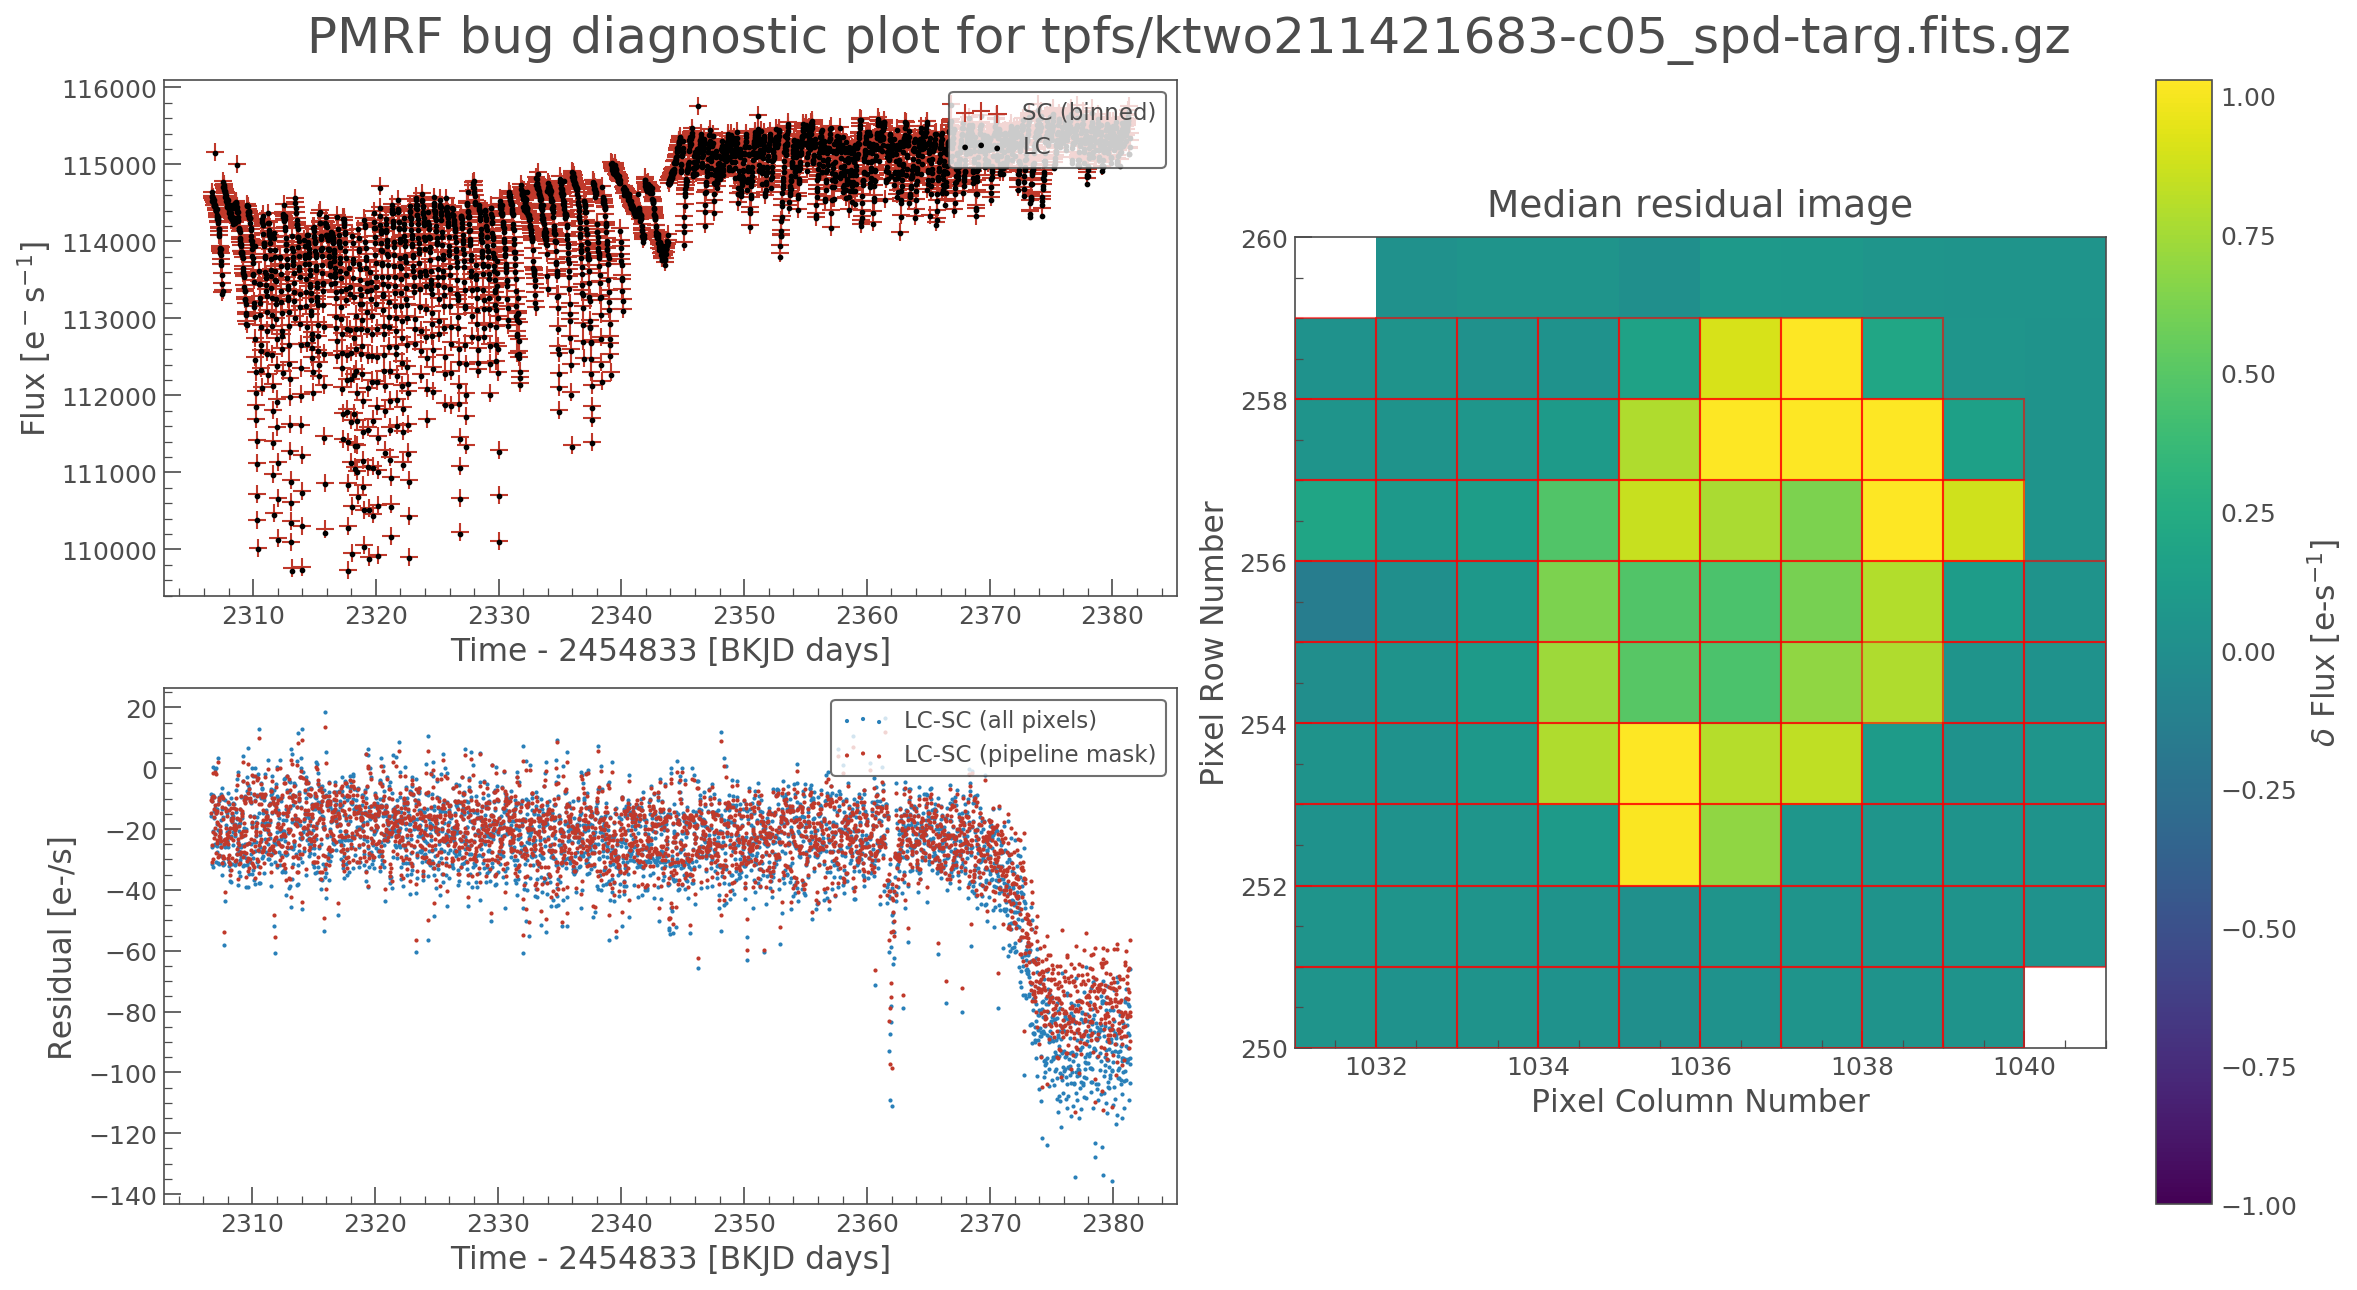 PMRF bug diagnostic plot for tpfs/ktwo211421683-c05_spd-targ.fits.gz
116000
115000
114000
113000
112000
111000
110000
Flux [e⁻ s⁻¹]
SC (binned)
LC
2310 2320 2330 2340 2350 2360 2370 2380
Time - 2454833 [BKJD days]
20
0
−20
−40
−60
−80
−100
−120
−140
Residual [e-/s]
LC-SC (all pixels)
LC-SC (pipeline mask)
2310 2320 2330 2340 2350 2360 2370 2380
Time - 2454833 [BKJD days]
Median residual image
260
258
256
254
252
250
Pixel Row Number
1032 1034 1036 1038 1040
Pixel Column Number
1.00
0.75
0.50
0.25
0.00
−0.25
−0.50
−0.75
−1.00
δ Flux [e-s⁻¹]